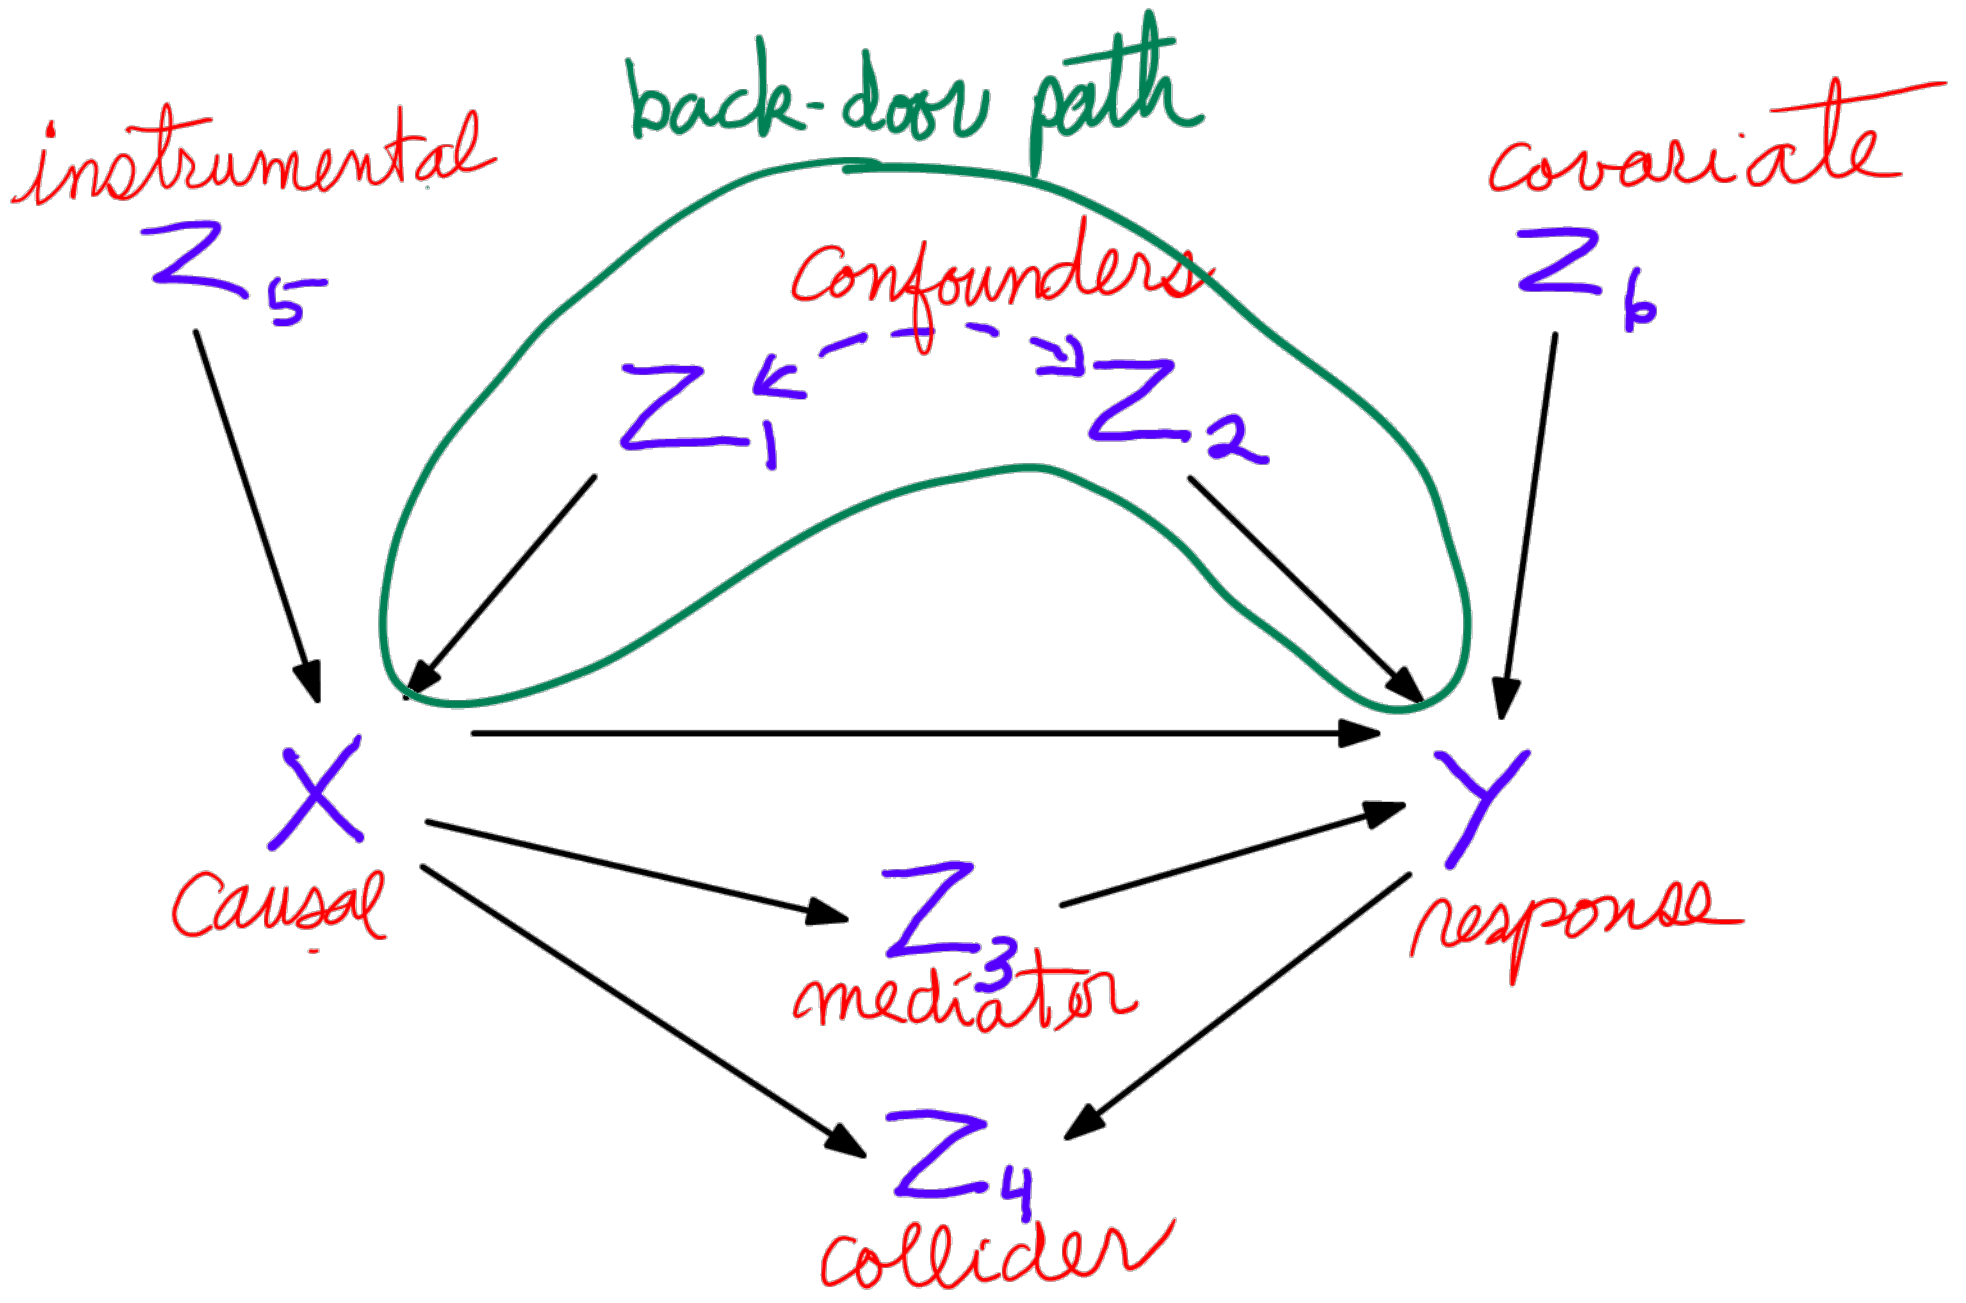 back-door path
instrumental
covariate
Z5
Z6
Confounders
Z1
Z2
X
Y
Causal
response
Z3
mediator
Z4
collider